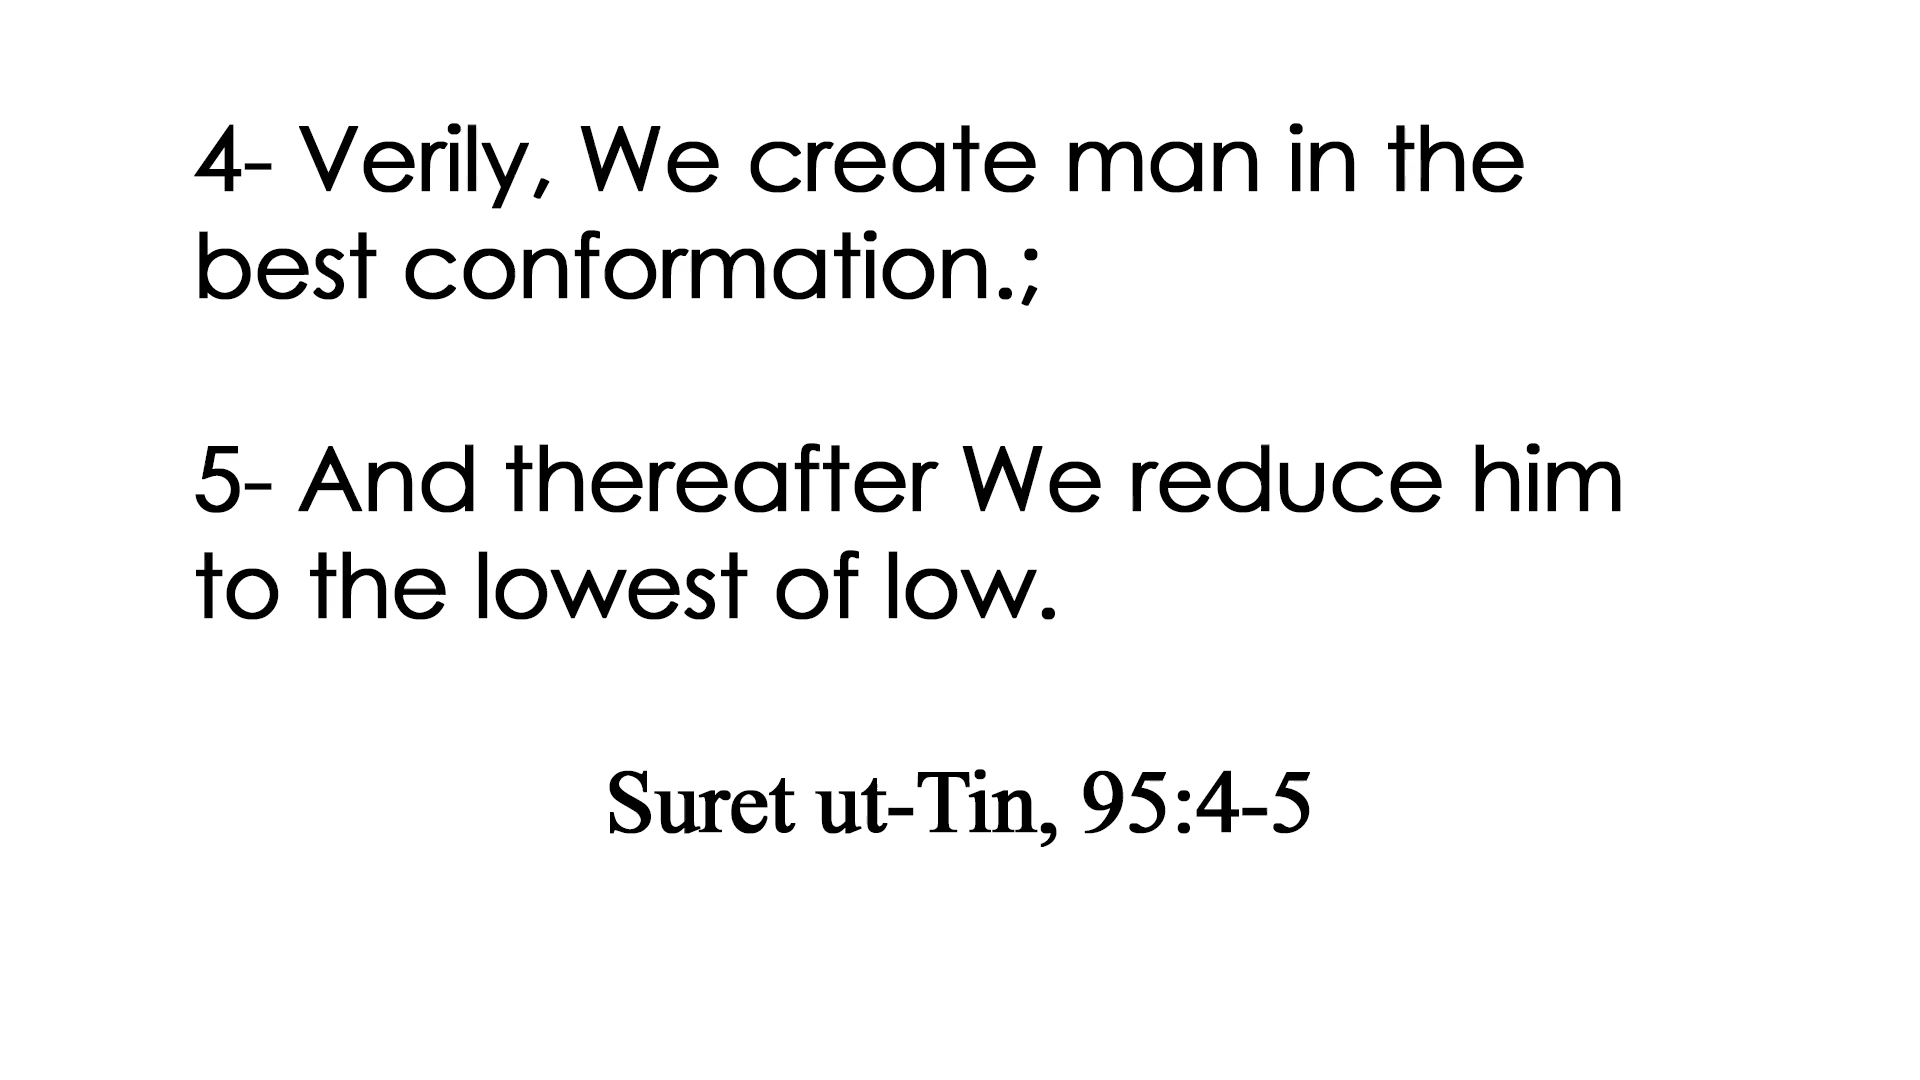 4- Verily, We create man in the
best conformation.;
5- And thereafter We reduce him
to the lowest of low.
Suret ut-Tin, 95:4-5